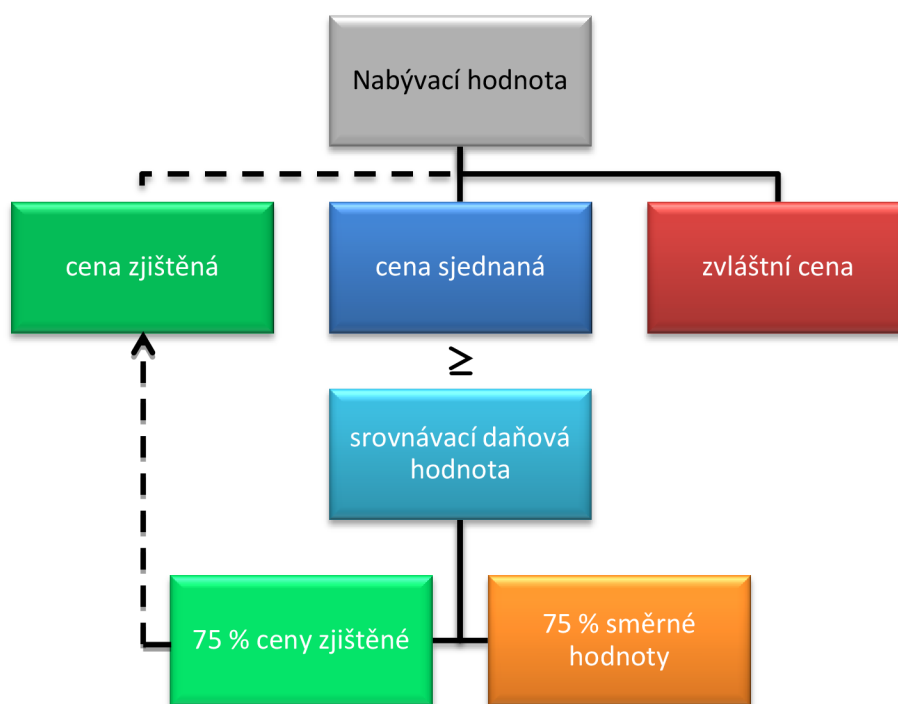 Nabývací hodnota
cena zjištěná
cena sjednaná
zvláštní cena
≥
srovnávací daňová
hodnota
75 % ceny zjištěné
75 % směrné
hodnoty